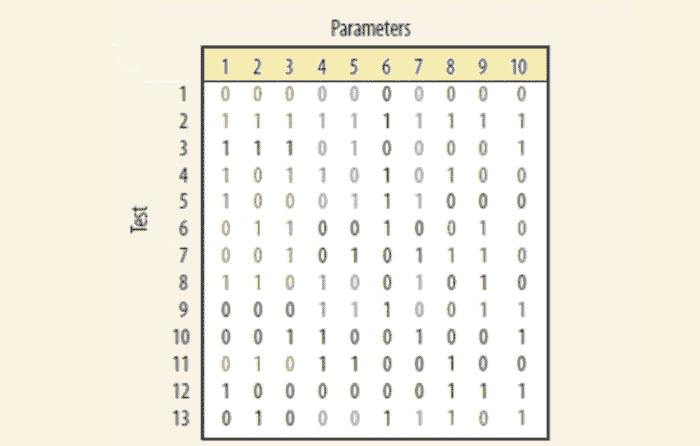 Parameters
1 2 3 4 5 6 7 8 9 10
1 0 0 0 0 0 0 0 0 0 0
2 1 1 1 1 1 1 1 1 1 1
3 1 1 1 0 1 0 0 0 0 1
4 1 0 1 1 0 1 0 1 0 0
5 1 0 0 0 1 1 1 0 0 0
Test
6 0 1 1 0 0 1 0 0 1 0
7 0 0 1 0 1 0 1 1 1 0
8 1 1 0 1 0 0 1 0 1 0
9 0 0 0 1 1 1 0 0 1 1
10 0 0 1 1 0 0 1 0 0 1
11 0 1 0 1 1 0 0 1 0 0
12 1 0 0 0 0 0 0 1 1 1
13 0 1 0 0 0 1 1 1 0 1